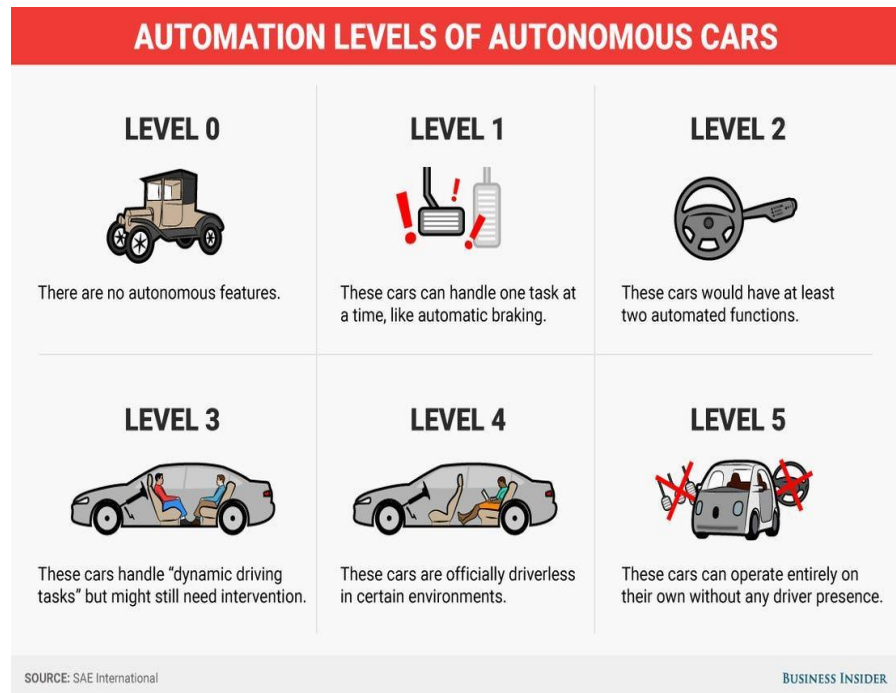 AUTOMATION LEVELS OF AUTONOMOUS CARS
LEVEL 0
There are no autonomous features.
LEVEL 1
These cars can handle one task at
a time, like automatic braking.
LEVEL 2
These cars would have at least
two automated functions.
LEVEL 3
These cars handle “dynamic driving
tasks” but might still need intervention.
LEVEL 4
These cars are officially driverless
in certain environments.
LEVEL 5
These cars can operate entirely on
their own without any driver presence.
SOURCE: SAE International
BUSINESS INSIDER